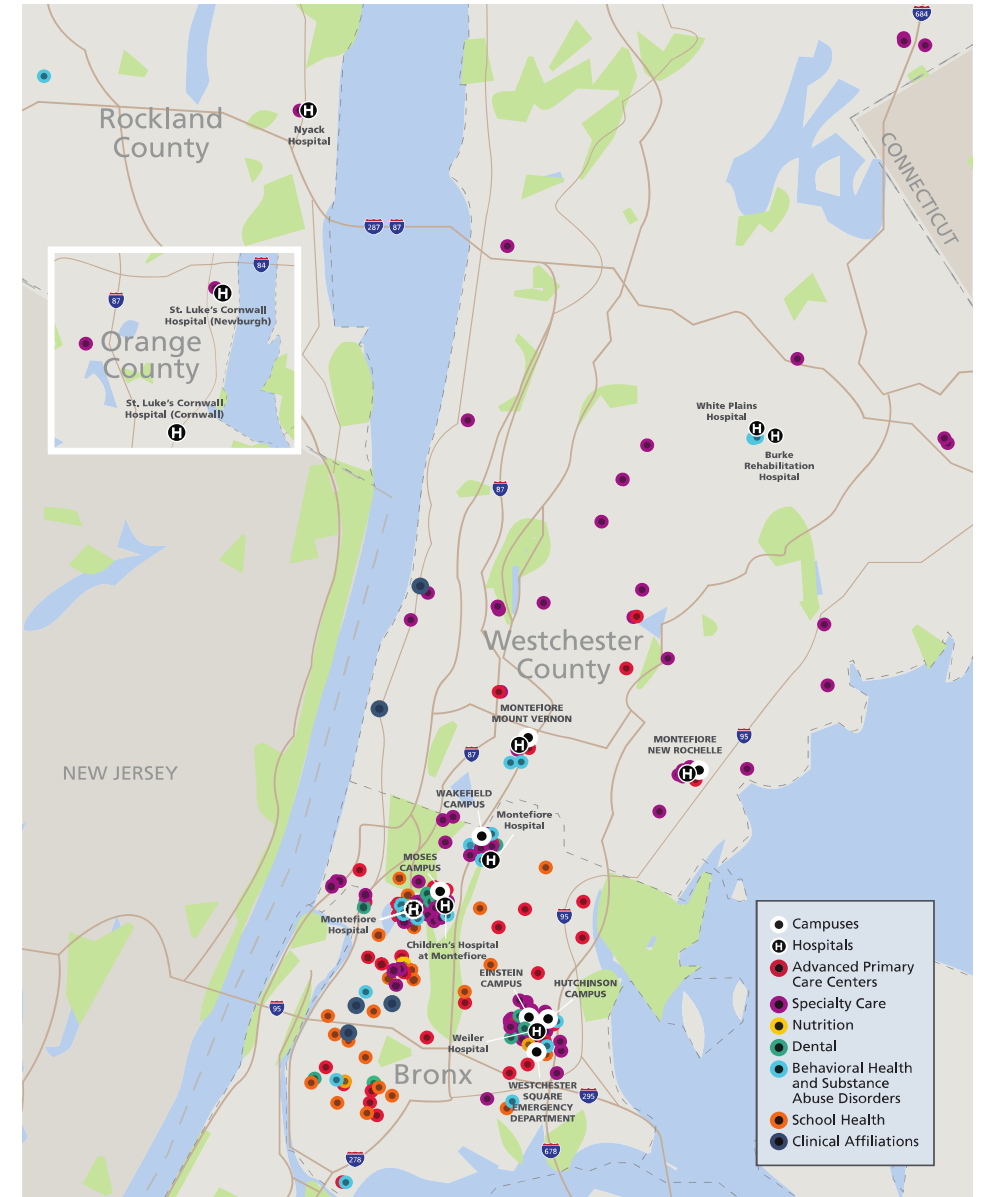 684
Rockland
County
Nyack
Hospital
CONNECTICUT
287
87
84
87
St. Luke's Cornwall
Hospital (Newburgh)
Orange
County
St. Luke's Cornwall
Hospital (Cornwall)
White Plains
Hospital
Burke
Rehabilitation
Hospital
87
Westchester
County
MONTEFIORE
MOUNT VERNON
MONTEFIORE
NEW ROCHELLE
95
87
NEW JERSEY
WAKEFIELD
CAMPUS
Montefiore
Hospital
MOSES
CAMPUS
Montefiore
Hospital
Children's Hospital
at Montefiore
95
EINSTEIN
CAMPUS
HUTCHINSON
CAMPUS
95
Weiler
Hospital
Bronx
WESTCHESTER
SQUARE
EMERGENCY
DEPARTMENT
295
678
278
Campuses
H Hospitals
Advanced Primary
Care Centers
Specialty Care
Nutrition
Dental
Behavioral Health
and Substance
Abuse Disorders
School Health
Clinical Affiliations